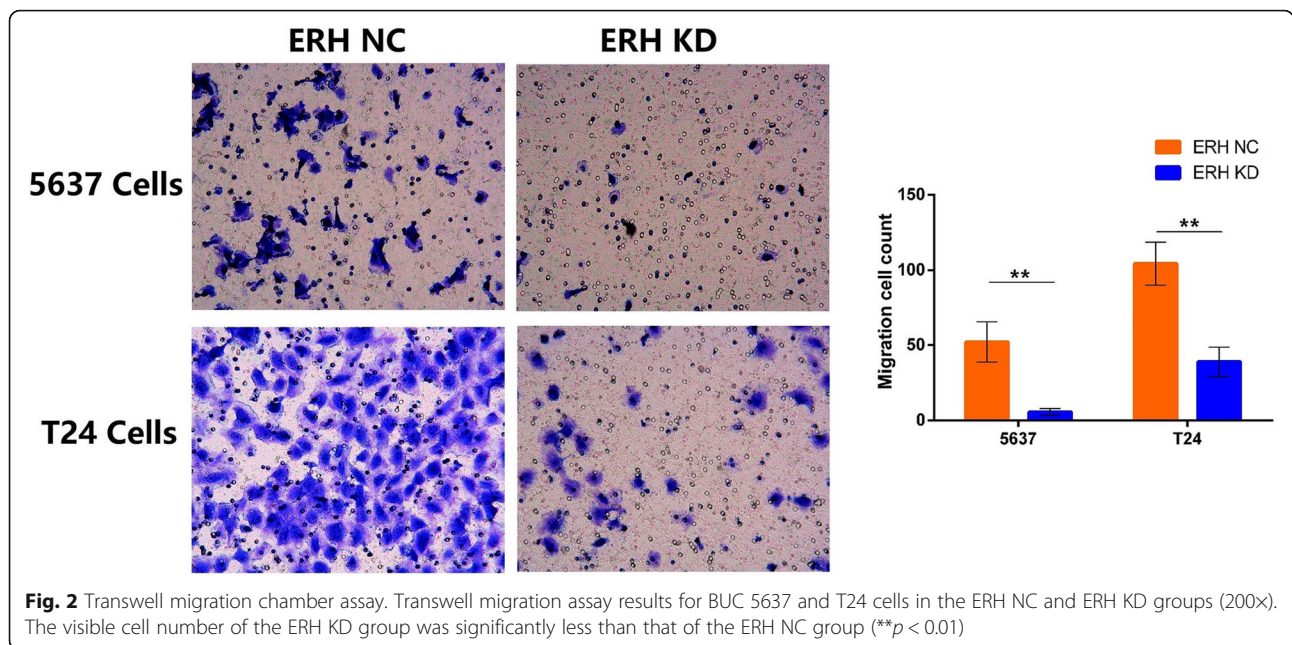 ERH NC
ERH KD
5637 Cells
T24 Cells
ERH NC
ERH KD
Migration cell count
150
100
50
0
**
**
5637
T24
Fig. 2 Transwell migration chamber assay. Transwell migration assay results for BUC 5637 and T24 cells in the ERH NC and ERH KD groups (200×).
The visible cell number of the ERH KD group was significantly less than that of the ERH NC group (**p < 0.01)